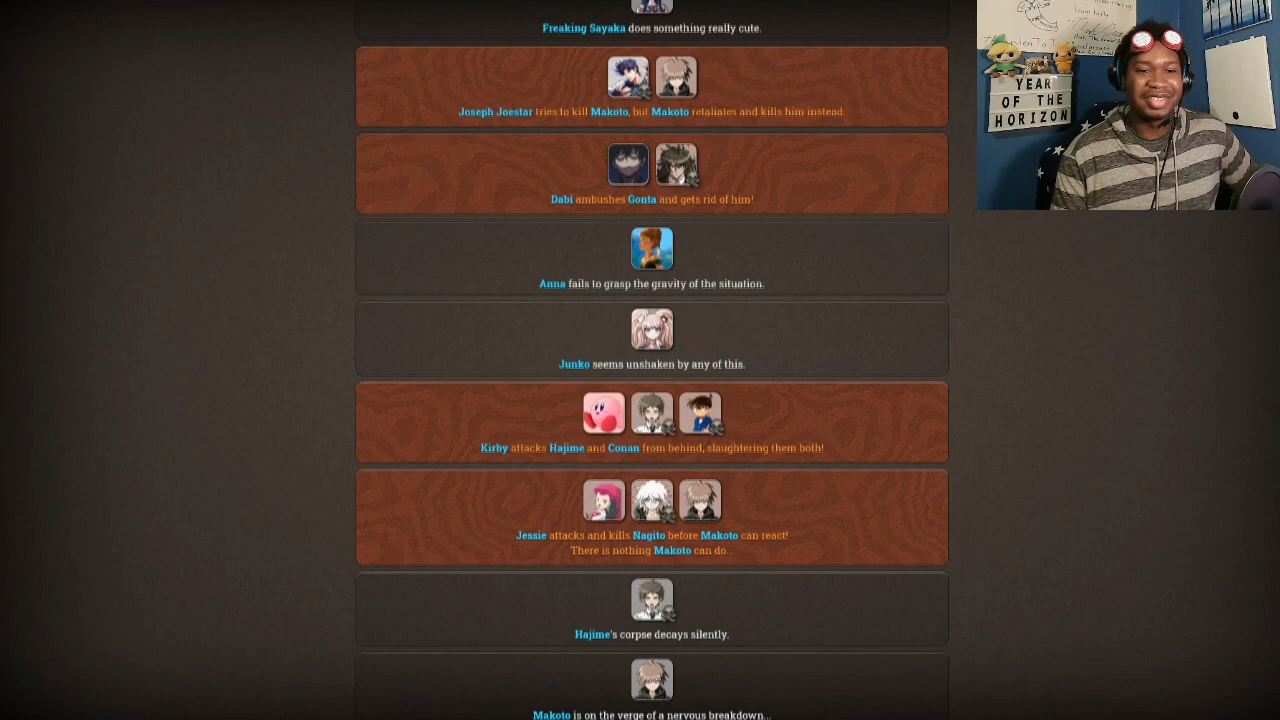 Freaking Sayaka does something really cute.
Joseph Joestar tries to kill Makoto, but Makoto retaliates and kills him instead.
Dabi ambushes Gonta and gets rid of him!
Anna fails to grasp the gravity of the situation.
Junko seems unshaken by any of this.
Kirby attacks Hajime and Conan from behind, slaughtering them both!
Jessie attacks and kills Nagito before Makoto can react!
There is nothing Makoto can do...
Hajime's corpse decays silently.
Makoto is on the verge of a nervous breakdown...
YEAR
OF THE
HORIZON